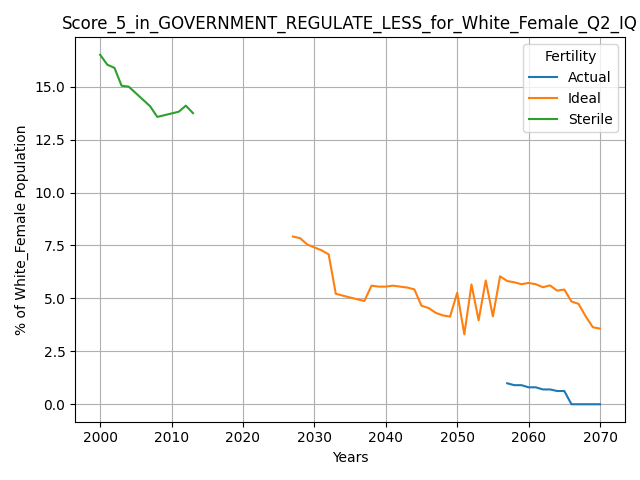 Score_5_in_GOVERNMENT_REGULATE_LESS_for_White_Female_Q2_IQ
Fertility
Actual
Ideal
Sterile
% of White_Female Population
15.0
12.5
10.0
7.5
5.0
2.5
0.0
2000 2010 2020 2030 2040 2050 2060 2070
Years